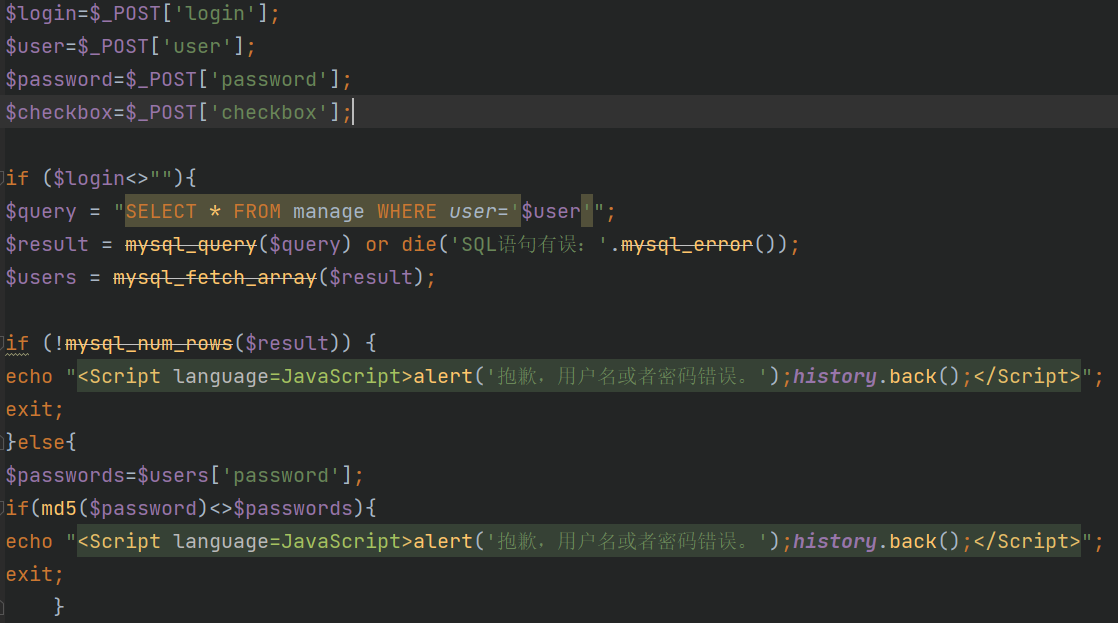 $login=$_POST['login'];
$user=$_POST['user'];
$password=$_POST['password'];
$checkbox=$_POST['checkbox'];
if ($login<>""){
$query = "SELECT * FROM manage WHERE user='$user'";
$result = mysql_query($query) or die('SQL语句有误：'.mysql_error());
$users = mysql_fetch_array($result);
if (!mysql_num_rows($result)) {
echo "<Script language=JavaScript>alert('抱歉，用户名或者密码错误。');history.back();</Script>";
exit;
}else{
$passwords=$users['password'];
if(md5($password)<>$passwords){
echo "<Script language=JavaScript>alert('抱歉，用户名或者密码错误。');history.back();</Script>";
exit;
}